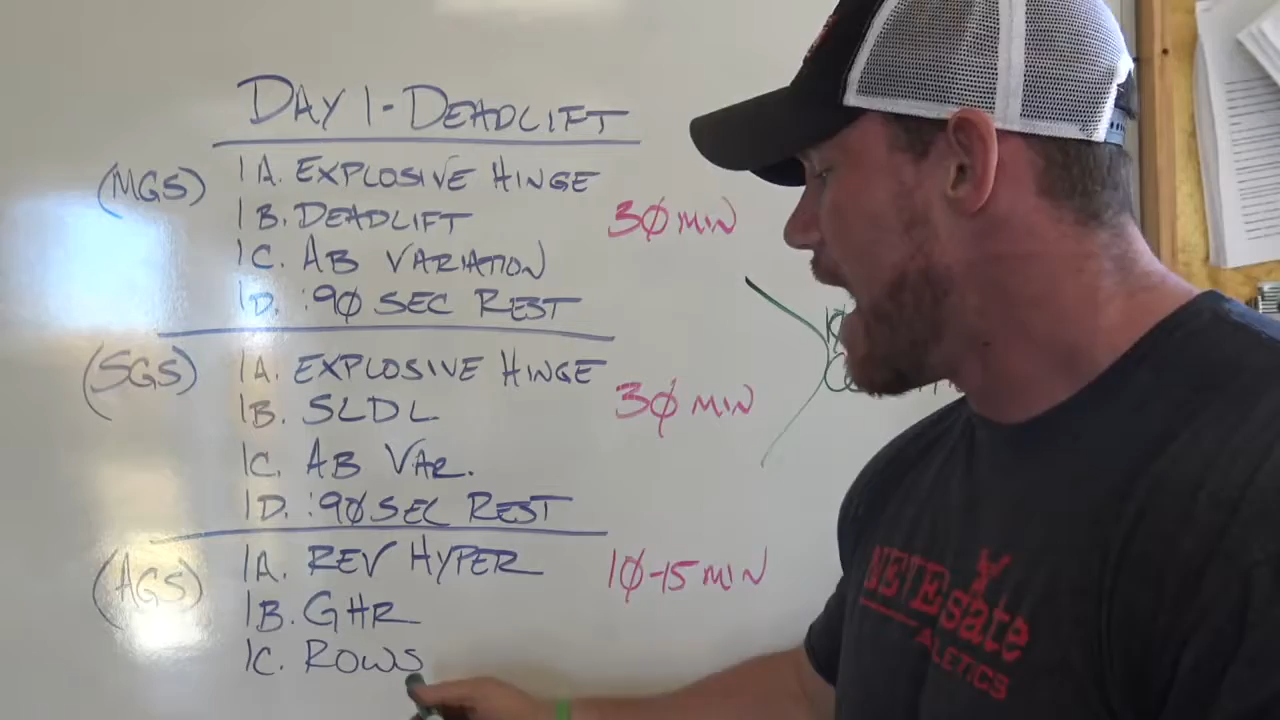 DAY 1-DEADLIFT
(MGS) 1A. EXPLOSIVE HINGE
1B. DEADLIFT 30 MIN
1C. AB VARIATION
1D. :90 SEC REST
(SGS) 1A. EXPLOSIVE HINGE
1B. SLDL 30 MIN
1C. AB VAR.
1D. :90 SEC REST
(AGS) 1A. REV HYPER 10-15 MIN
1B. GHR
1C. ROWS